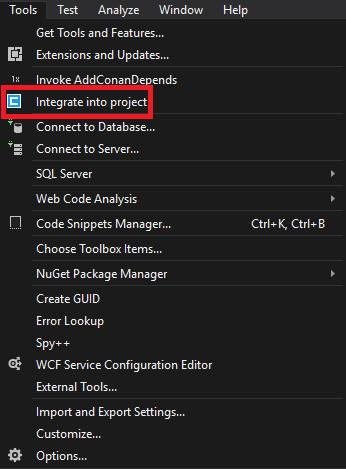 Tools Test Analyze Window Help
Get Tools and Features...
Extensions and Updates...
1x Invoke AddConanDepends
Integrate into project
Connect to Database...
Connect to Server...
SQL Server
Web Code Analysis
Code Snippets Manager... Ctrl+K, Ctrl+B
Choose Toolbox Items...
NuGet Package Manager
Create GUID
Error Lookup
Spy++
WCF Service Configuration Editor
External Tools...
Import and Export Settings...
Customize...
Options...